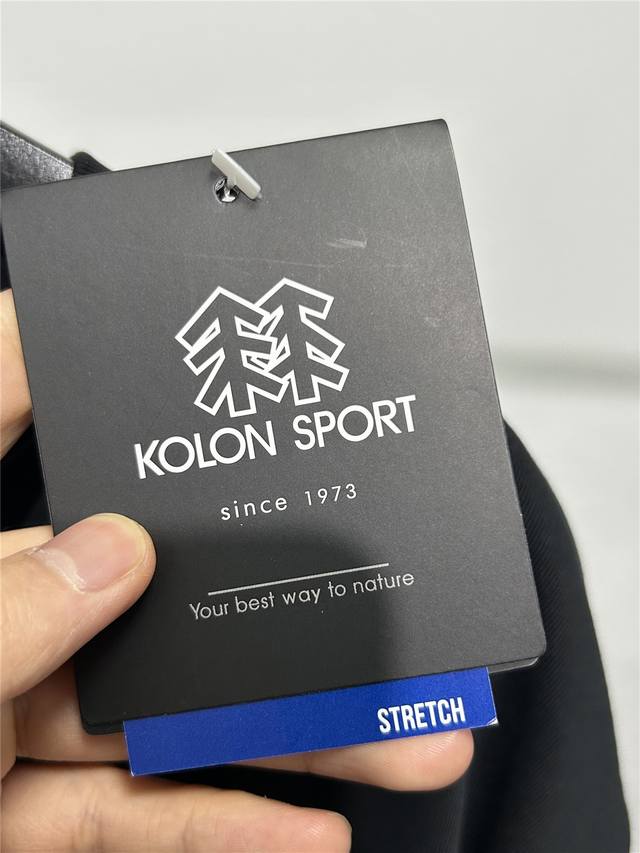 KOLON SPORT
since 1973
Your best way to nature
STRETCH